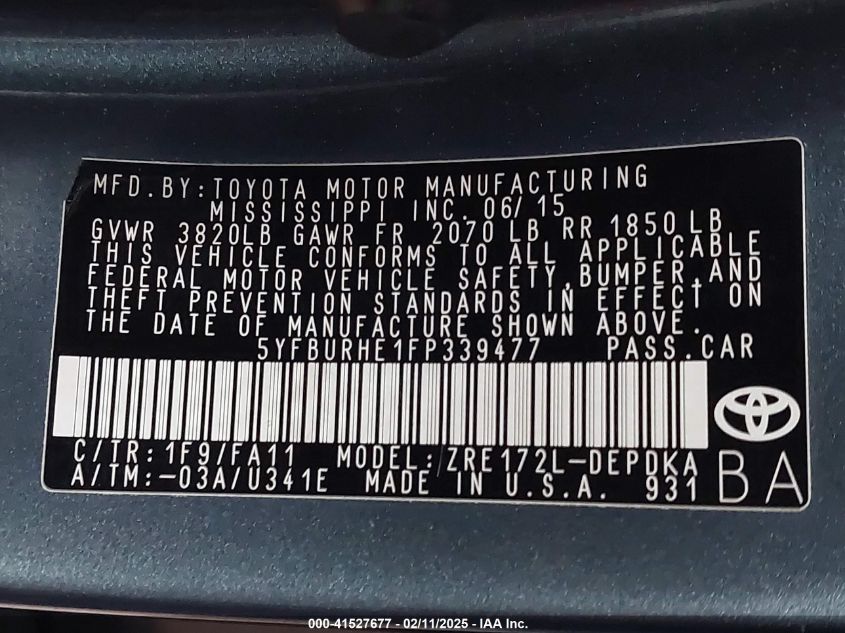 MFD.BY:TOYOTA MOTOR MANUFACTURING
MISSISSIPPI INC. 06/15
GVWR 3820LB GAWR FR 2070 LB RR 1850 LB
THIS VEHICLE CONFORMS TO ALL APPLICABLE
FEDERAL MOTOR VEHICLE SAFETY,BUMPER,AND
THEFT PREVENTION STANDARDS IN EFFECT ON
THE DATE OF MANUFACTURE SHOWN ABOVE.
5YFBURHE1FP339477 PASS.CAR
C/TR:1F9/FA11 MODEL:ZRE172L-DEPDKA
A/TM:-03A/U341E MADE IN U.S.A. 931
BA
000-41527677 - 02/11/2025 - IAA Inc.